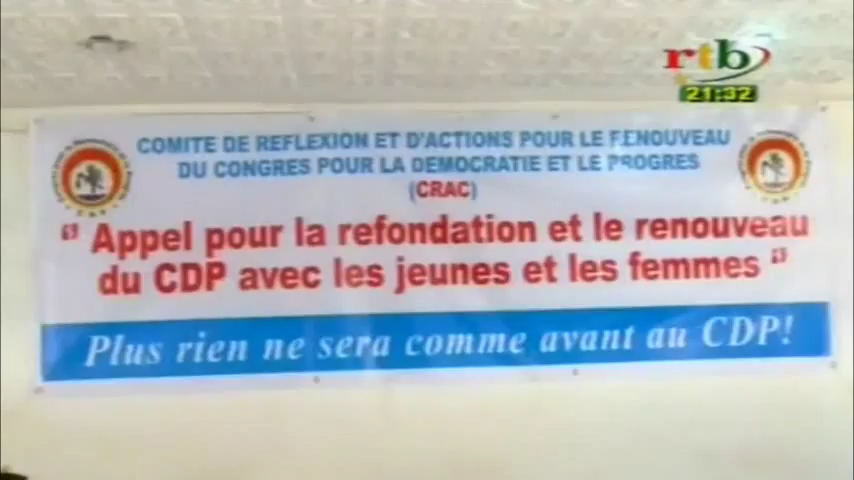 rtb
21:32
COMITE DE REFLEXION ET D'ACTIONS POUR LE RENOUVEAU
DU CONGRES POUR LA DEMOCRATIE ET LE PROGRES
(CRAC)
“ Appel pour la refondation et le renouveau
du CDP avec les jeunes et les femmes “
Plus rien ne sera comme avant au CDP!